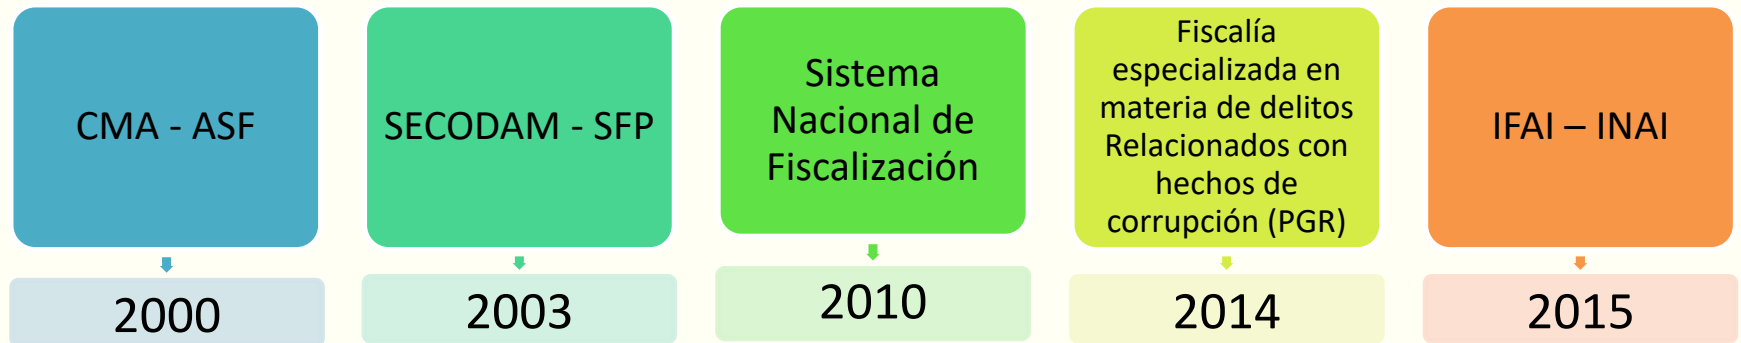 CMA - ASF
2000
SECODAM - SFP
2003
Sistema
Nacional de
Fiscalización
2010
Fiscalía
especializada en
materia de delitos
Relacionados con
hechos de
corrupción (PGR)
2014
IFAI – INAI
2015